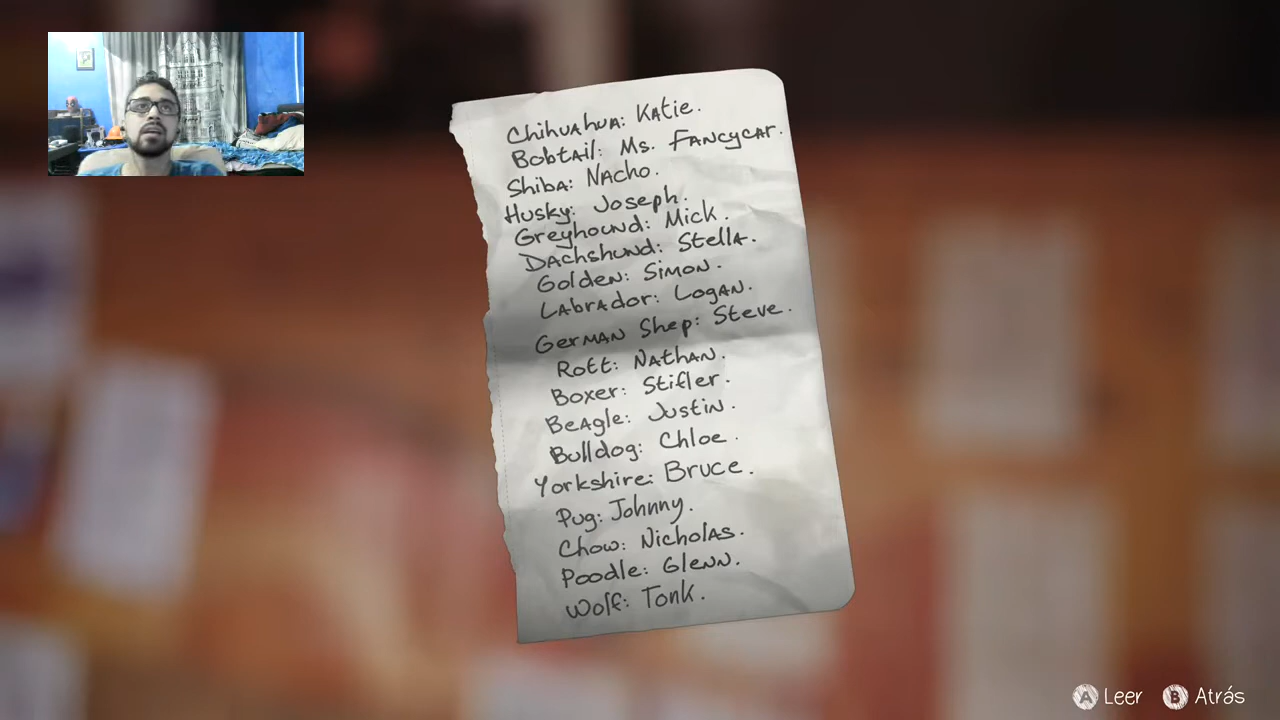 Chihuahua: Katie.
Bobtail: Ms. Fancycar.
Shiba: Nacho.
Husky: Joseph.
Greyhound: Mick.
Dachshund: Stella.
Golden: Simon.
Labrador: Logan.
German Shep: Steve.
Rott: Nathan.
Boxer: Stifler.
Beagle: Justin.
Bulldog: Chloe.
Yorkshire: Bruce.
Pug: Johnny.
Chow: Nicholas.
Poodle: Glenn.
Wolf: Tonk.
A Leer B Atrás